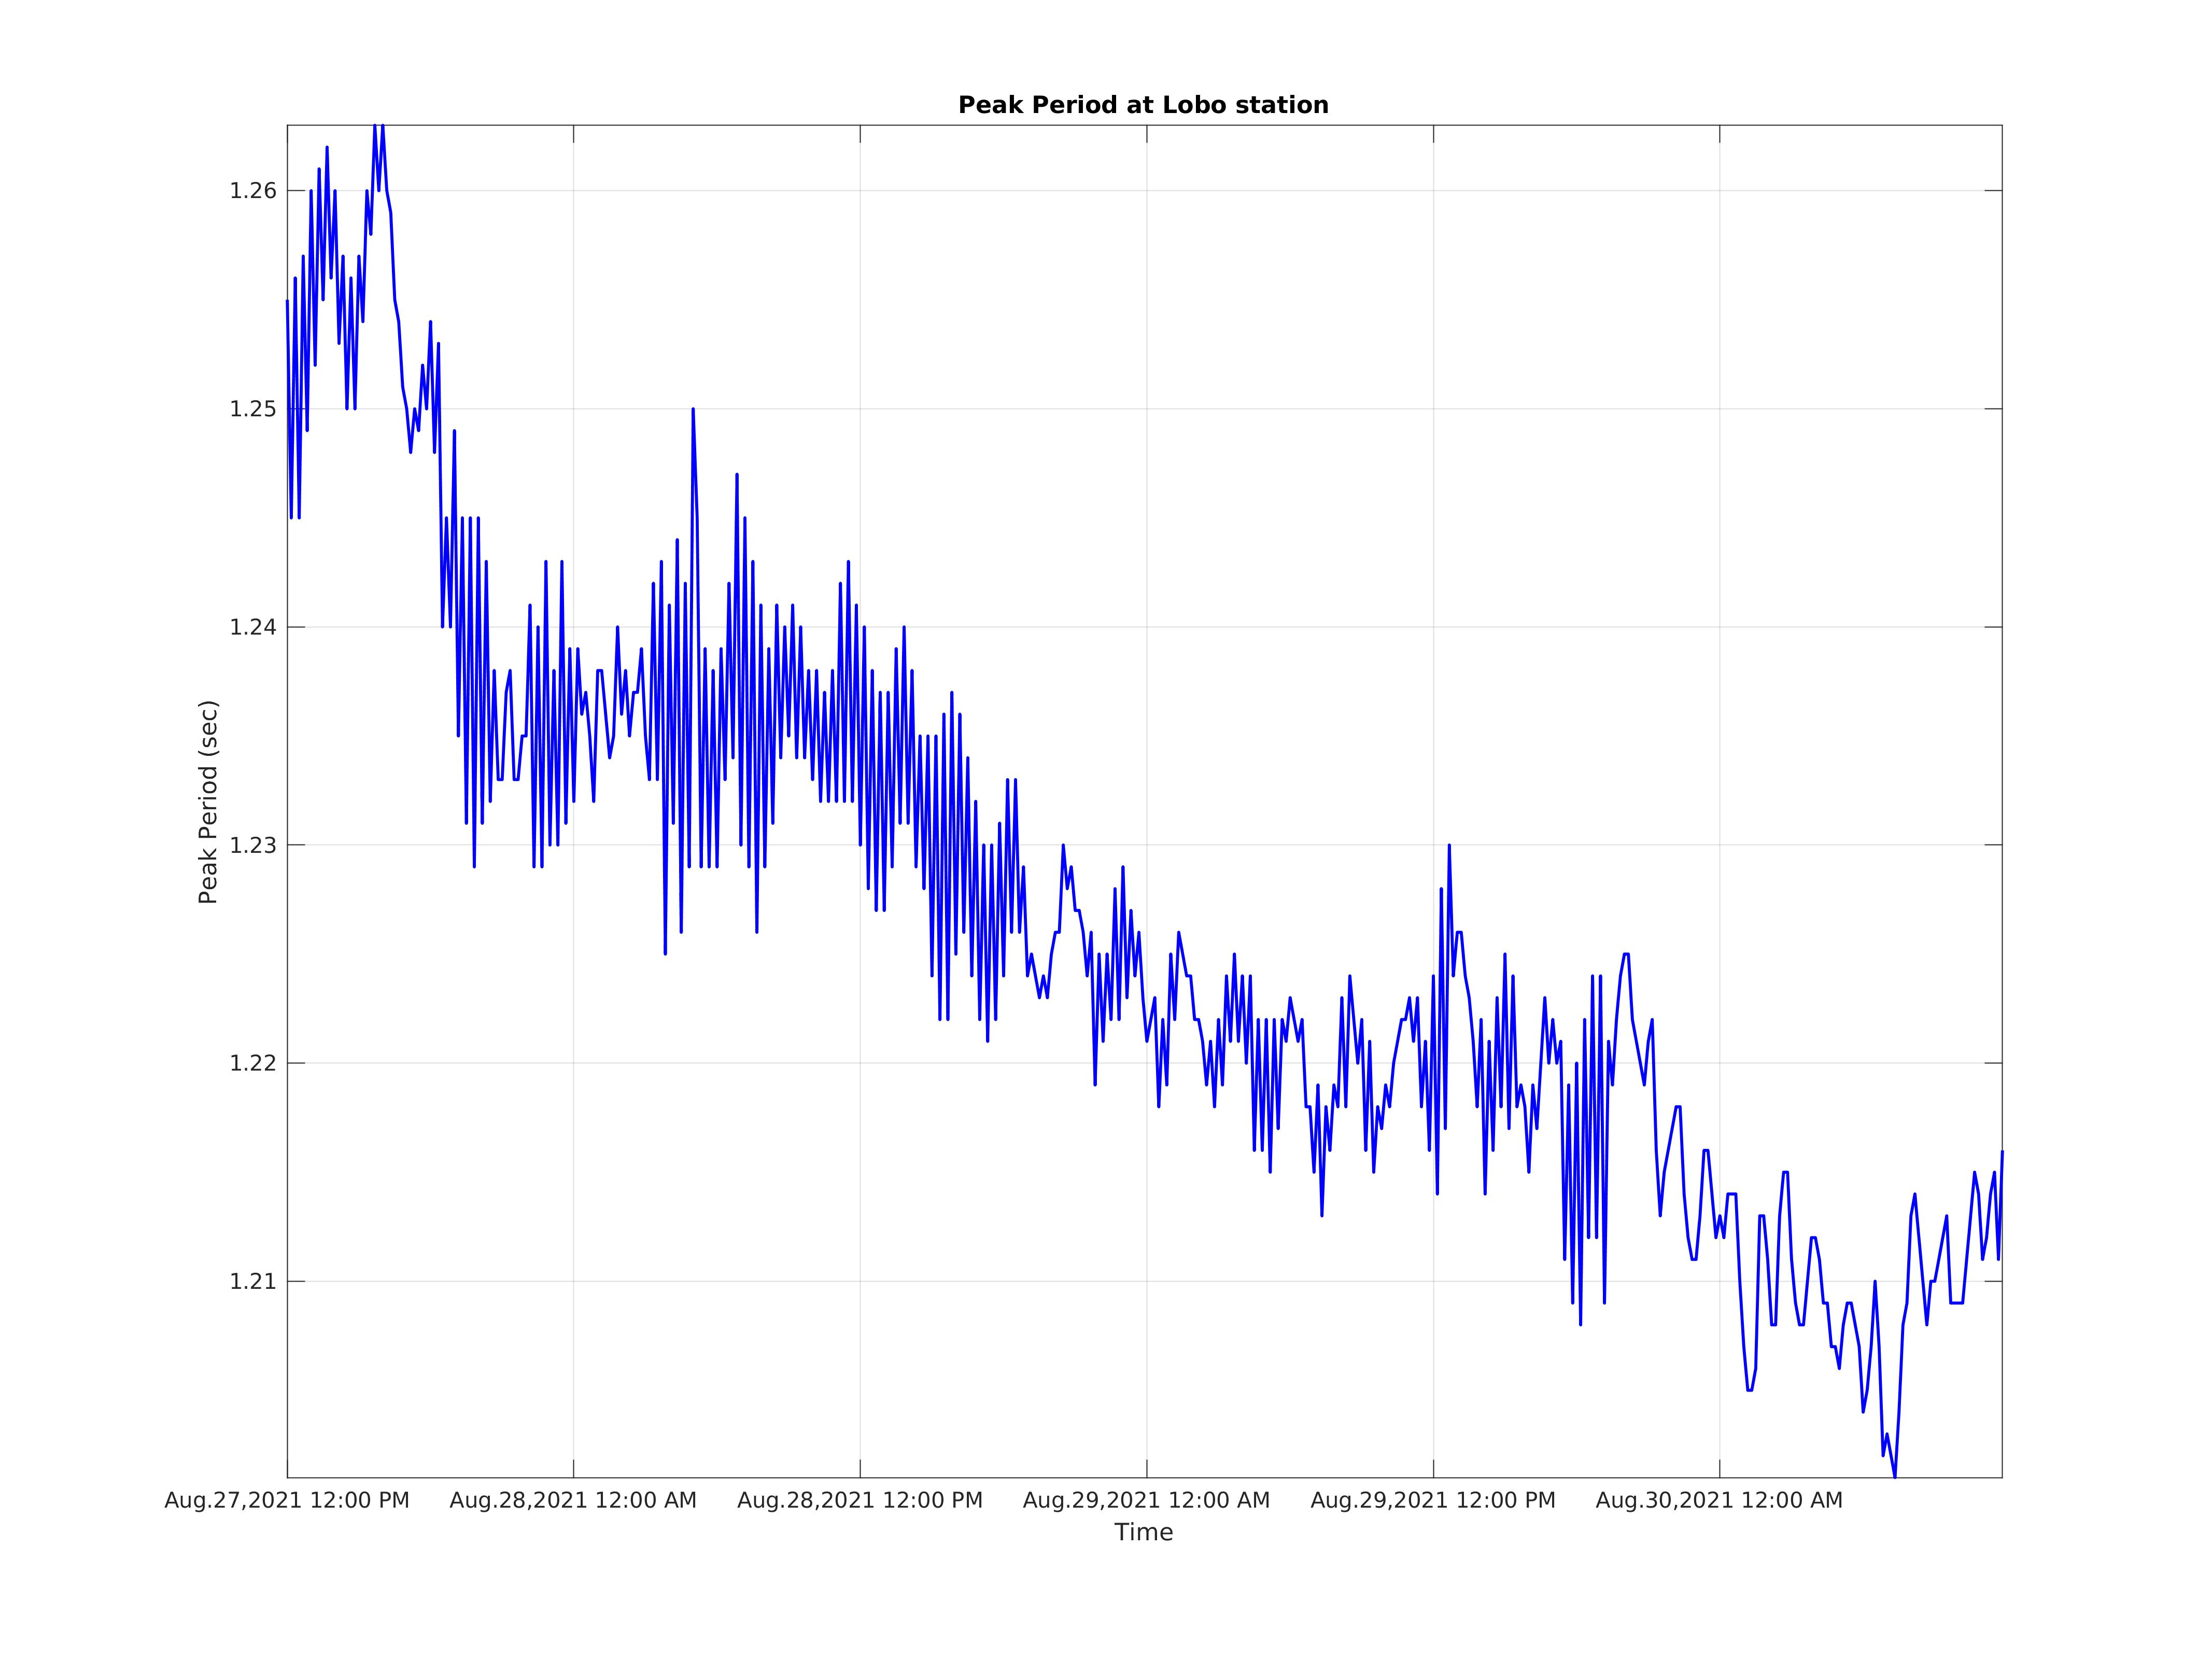 Peak Period at Lobo station
1.26
1.25
1.24
1.23
1.22
1.21
Peak Period (sec)
Aug.27,2021 12:00 PM Aug.28,2021 12:00 AM Aug.28,2021 12:00 PM Aug.29,2021 12:00 AM Aug.29,2021 12:00 PM Aug.30,2021 12:00 AM
Time